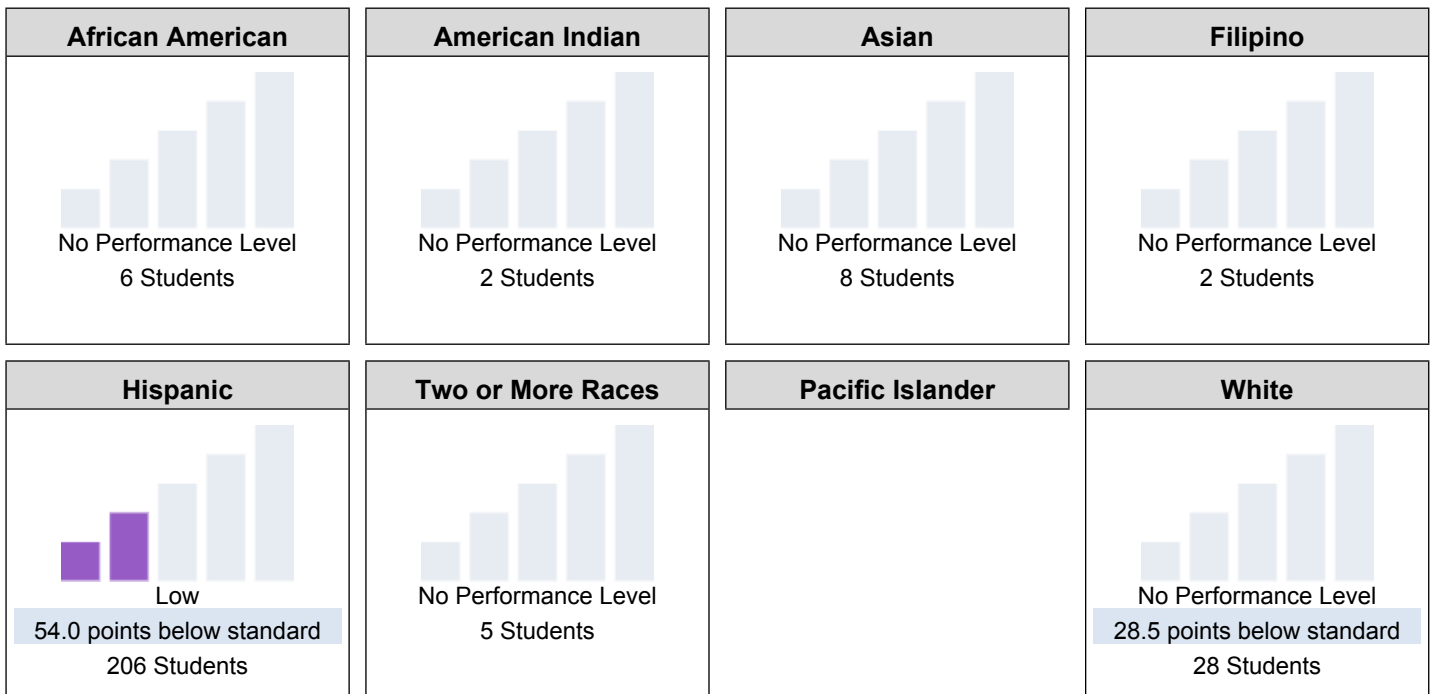 African American
No Performance Level
6 Students
American Indian
No Performance Level
2 Students
Asian
No Performance Level
8 Students
Filipino
No Performance Level
2 Students
Hispanic
Low
54.0 points below standard
206 Students
Two or More Races
No Performance Level
5 Students
Pacific Islander
White
No Performance Level
28.5 points below standard
28 Students